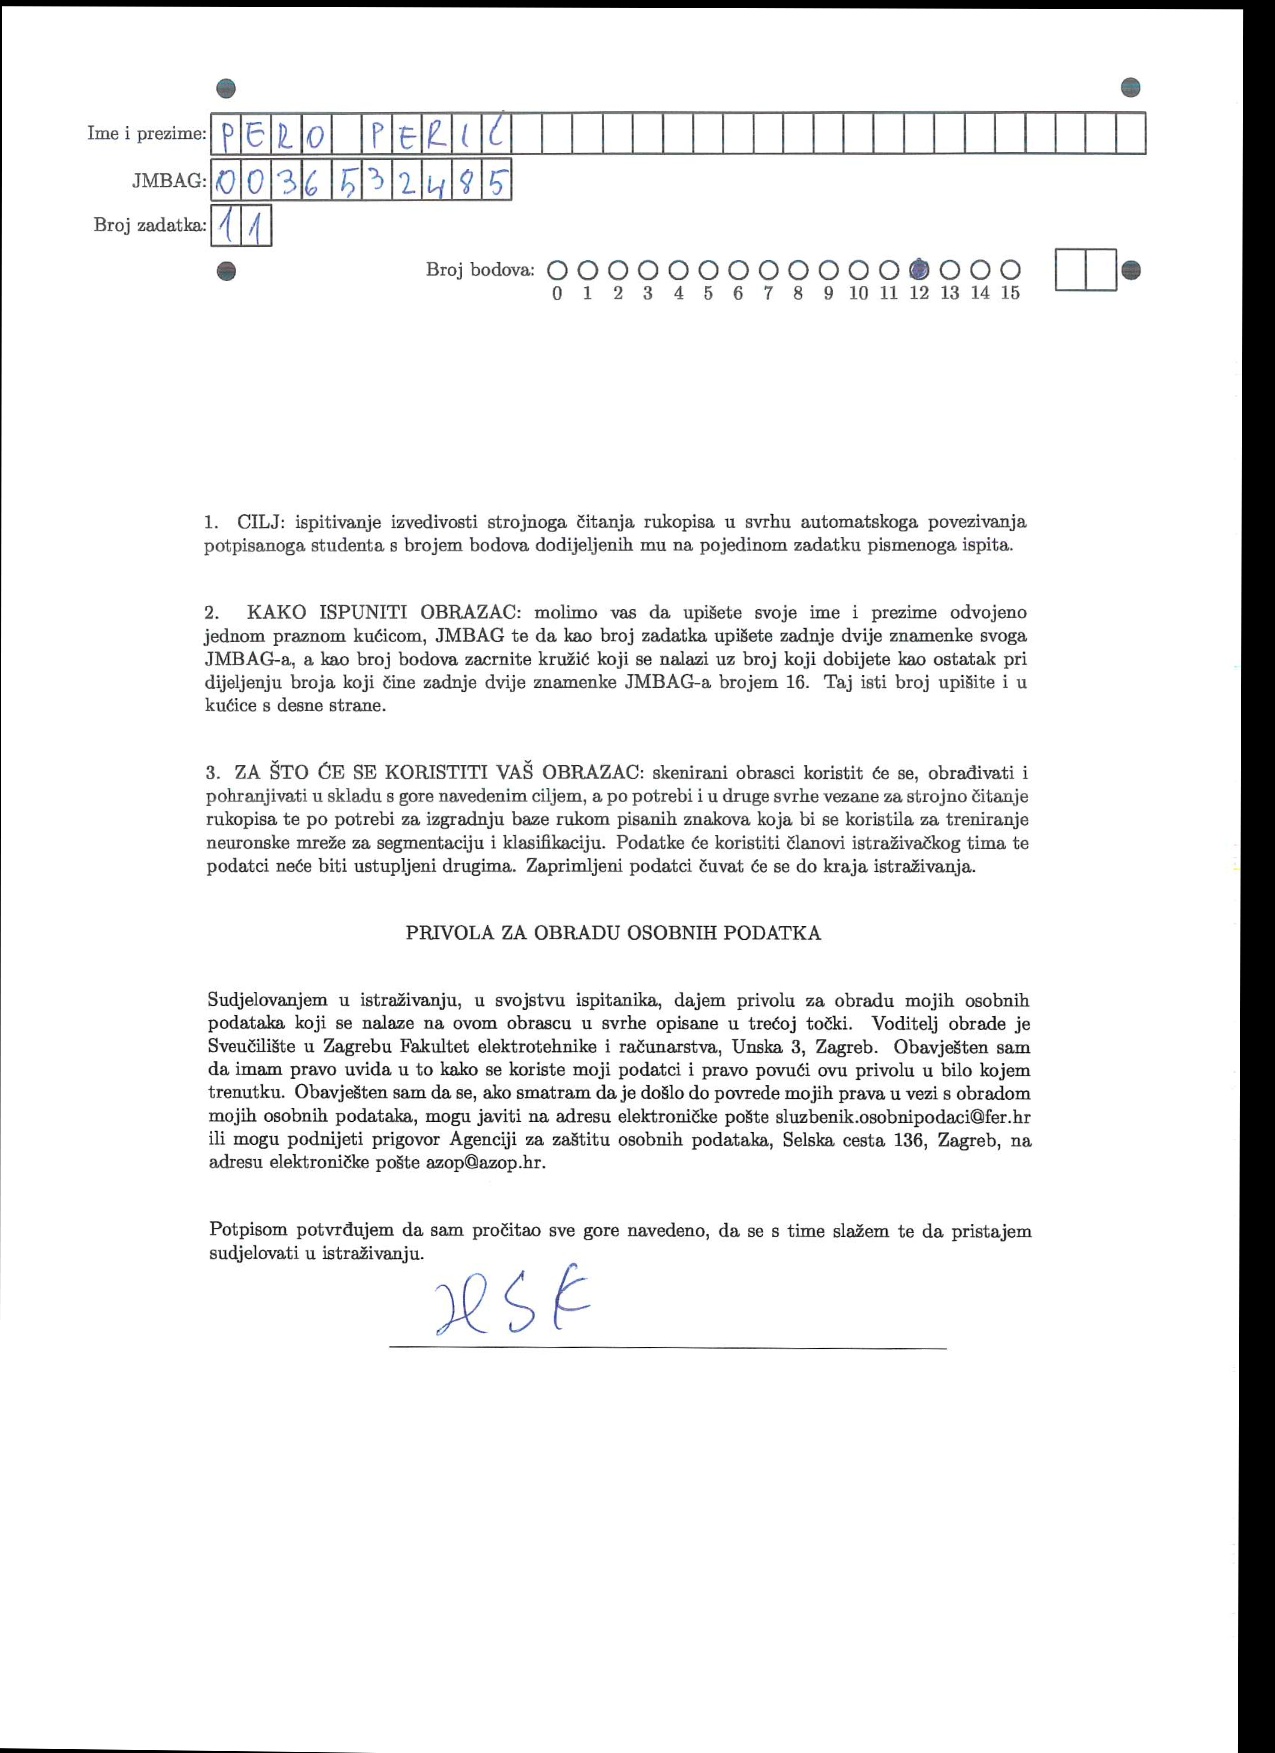 Ime i prezime: PERO PERIĆ
JMBAG: 0036532485
Broj zadatka: 11
Broj bodova:
0 1 2 3 4 5 6 7 8 9 10 11 12 13 14 15
1. CILJ: ispitivanje izvedivosti strojnoga čitanja rukopisa u svrhu automatskoga povezivanja
potpisanoga studenta s brojem bodova dodijeljenih mu na pojedinom zadatku pismenoga ispita.
2. KAKO ISPUNITI OBRAZAC: molimo vas da upišete svoje ime i prezime odvojeno
jednom praznom kućicom, JMBAG te da kao broj zadatka upišete zadnje dvije znamenke svoga
JMBAG-a, a kao broj bodova zacrnite kružić koji se nalazi uz broj koji dobijete kao ostatak pri
dijeljenju broja koji čine zadnje dvije znamenke JMBAG-a brojem 16. Taj isti broj upišite i u
kućice s desne strane.
3. ZA ŠTO ĆE SE KORISTITI VAŠ OBRAZAC: skenirani obrasci koristit će se, obrađivati i
pohranjivati u skladu s gore navedenim ciljem, a po potrebi i u druge svrhe vezane za strojno čitanje
rukopisa te po potrebi za izgradnju baze rukom pisanih znakova koja bi se koristila za treniranje
neuronske mreže za segmentaciju i klasifikaciju. Podatke će koristiti članovi istraživačkog tima te
podatci neće biti ustupljeni drugima. Zaprimljeni podatci čuvat će se do kraja istraživanja.
PRIVOLA ZA OBRADU OSOBNIH PODATKA
Sudjelovanjem u istraživanju, u svojstvu ispitanika, dajem privolu za obradu mojih osobnih
podataka koji se nalaze na ovom obrascu u svrhe opisane u trećoj točki. Voditelj obrade je
Sveučilište u Zagrebu Fakultet elektrotehnike i računarstva, Unska 3, Zagreb. Obavješten sam
da imam pravo uvida u to kako se koriste moji podatci i pravo povući ovu privolu u bilo kojem
trenutku. Obavješten sam da se, ako smatram da je došlo do povrede mojih prava u vezi s obradom
mojih osobnih podataka, mogu javiti na adresu elektroničke pošte sluzbenik.osobnipodaci@fer.hr
ili mogu podnijeti prigovor Agenciji za zaštitu osobnih podataka, Selska cesta 136, Zagreb, na
adresu elektroničke pošte azop@azop.hr.
Potpisom potvrđujem da sam pročitao sve gore navedeno, da se s time slažem te da pristajem
sudjelovati u istraživanju.